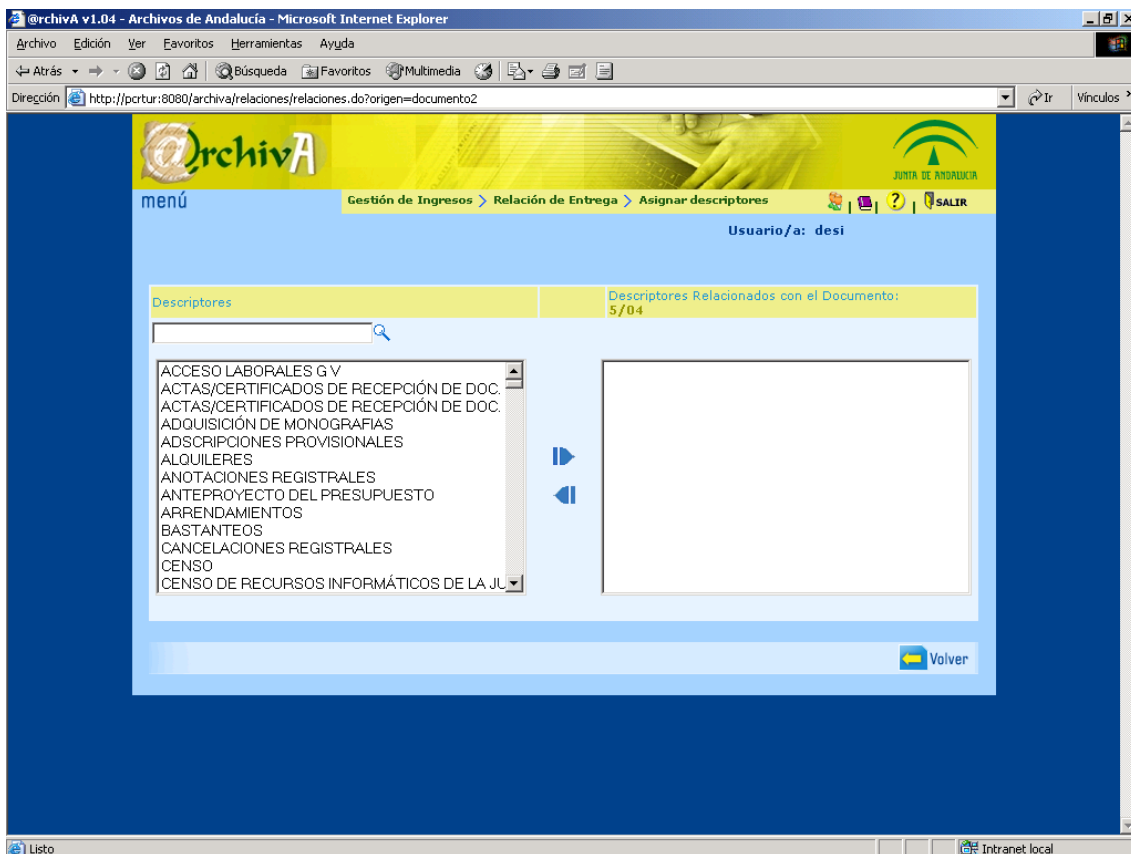 @rchivA v1.04 - Archivos de Andalucía - Microsoft Internet Explorer
Archivo Edición Ver Favoritos Herramientas Ayuda
Atrás Búsqueda Favoritos Multimedia
Dirección http://pcrtur:8080/archiva/relaciones/relaciones.do?origen=documento2 Ir Vínculos
@rchivA
JUNTA DE ANDALUCIA
menú Gestión de Ingresos > Relación de Entrega > Asignar descriptores SALIR
Usuario/a: desi
Descriptores
Descriptores Relacionados con el Documento:
5/04
ACCESO LABORALES G V
ACTAS/CERTIFICADOS DE RECEPCIÓN DE DOC.
ACTAS/CERTIFICADOS DE RECEPCIÓN DE DOC.
ADQUISICIÓN DE MONOGRAFIAS
ADSCRIPCIONES PROVISIONALES
ALQUILERES
ANOTACIONES REGISTRALES
ANTEPROYECTO DEL PRESUPUESTO
ARRENDAMIENTOS
BASTANTEOS
CANCELACIONES REGISTRALES
CENSO
CENSO DE RECURSOS INFORMÁTICOS DE LA JU
Volver
Listo Intranet local